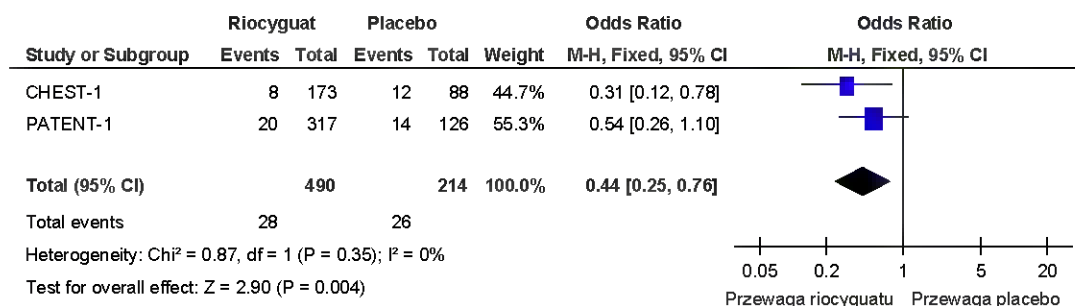 Riocyguat Placebo Odds Ratio Odds Ratio
Study or Subgroup Events Total Events Total Weight M-H, Fixed, 95% CI M-H, Fixed, 95% CI
CHEST-1 8 173 12 88 44.7% 0.31 [0.12, 0.78]
PATENT-1 20 317 14 126 55.3% 0.54 [0.26, 1.10]
Total (95% CI) 490 214 100.0% 0.44 [0.25, 0.76]
Total events 28 26
Heterogeneity: Chi² = 0.87, df = 1 (P = 0.35); I² = 0%
Test for overall effect: Z = 2.90 (P = 0.004)
0.05 0.2 1 5 20
Przewaga riocyguatu Przewaga placebo